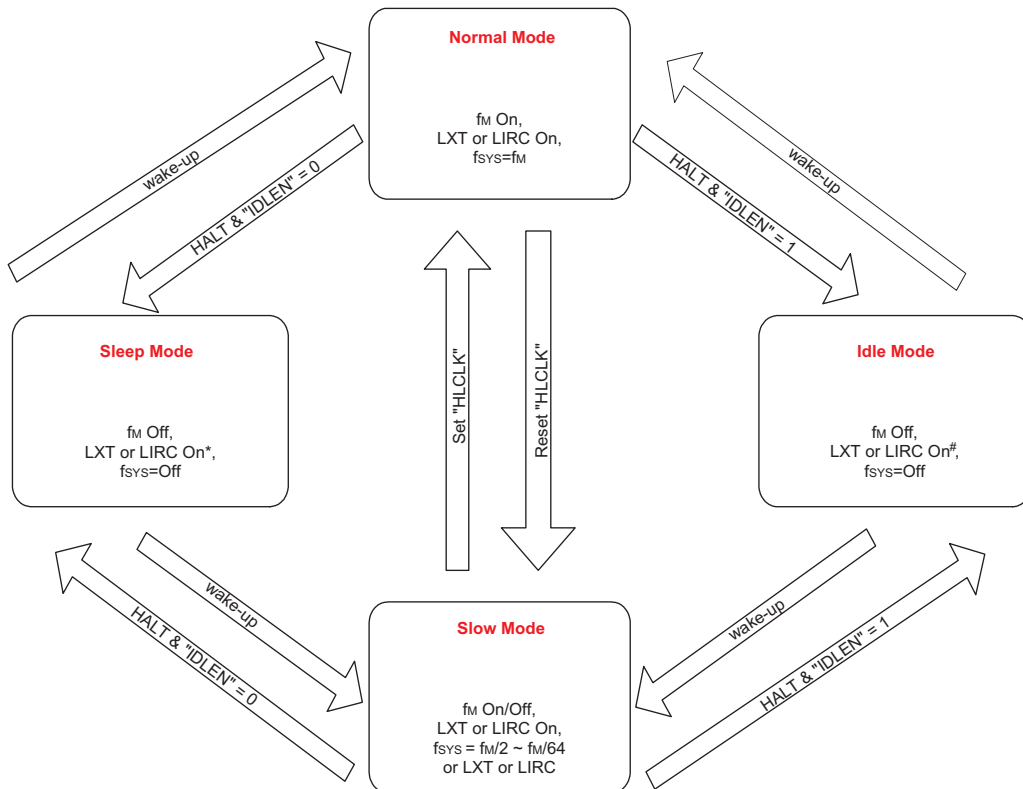 Normal Mode
fM On,
LXT or LIRC On,
fSYS=fM
wake-up
HALT & "IDLEN" = 0
HALT & "IDLEN" = 1
wake-up
Sleep Mode
fM Off,
LXT or LIRC On*,
fSYS=Off
Set "HLCLK"
Reset "HLCLK"
Idle Mode
fM Off,
LXT or LIRC On#,
fSYS=Off
wake-up
HALT & "IDLEN" = 0
wake-up
HALT & "IDLEN" = 1
Slow Mode
fM On/Off,
LXT or LIRC On,
fSYS = fM/2 ~ fM/64
or LXT or LIRC